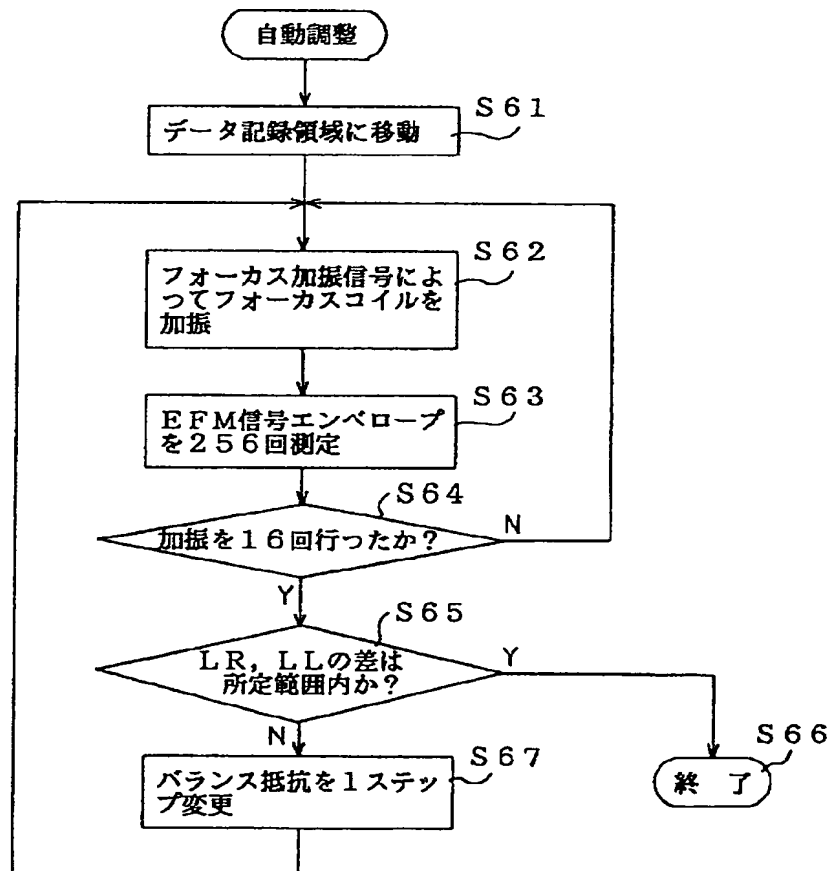 自動調整
S61
データ記録領域に移動
S62
フォーカス加振信号によ
ってフォーカスコイルを
加振
S63
EFM信号エンベロープ
を256回測定
S64
加振を16回行ったか?
N
Y
S65
LR,LLの差は
所定範囲内か?
Y
N
S66
終 了
S67
バランス抵抗を1ステッ
プ変更